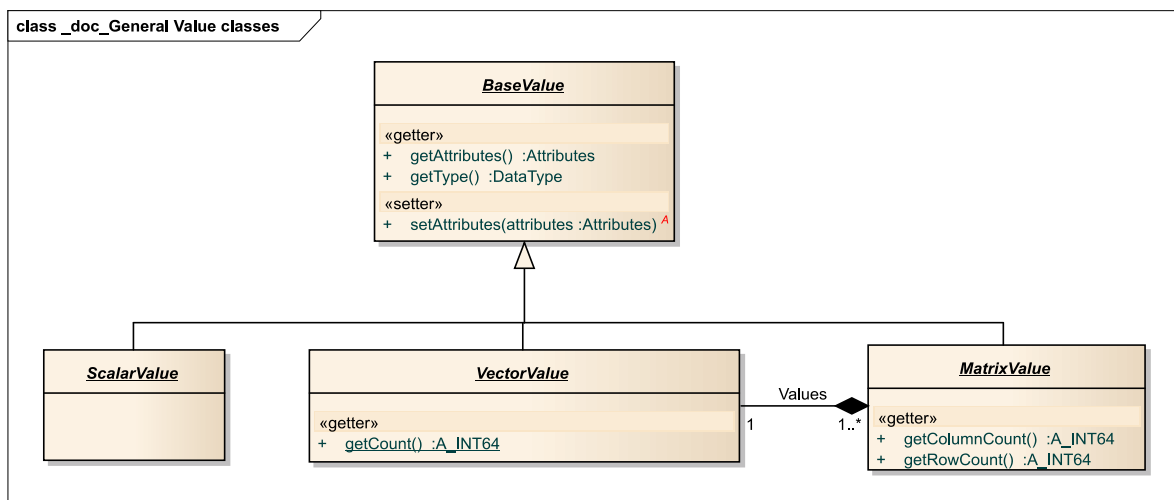 class _doc_General Value classes
BaseValue
«getter»
+ getAttributes() :Attributes
+ getType() :DataType
«setter»
+ setAttributes(attributes :Attributes) A
ScalarValue
VectorValue
«getter»
+ getCount() :A_INT64
Values
1
1..*
MatrixValue
«getter»
+ getColumnCount() :A_INT64
+ getRowCount() :A_INT64